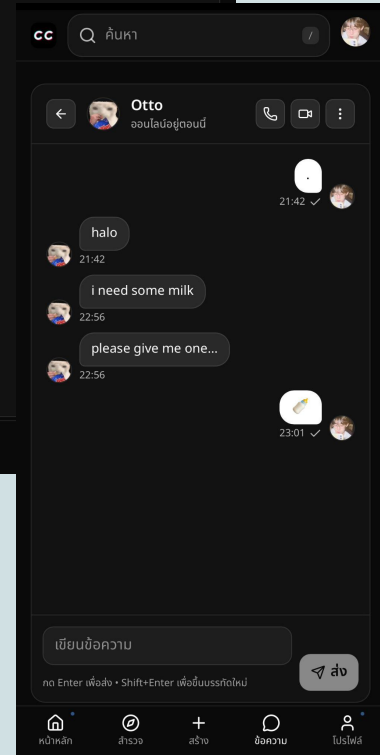 cc
ค้นหา
/
Otto
ออนไลน์อยู่ตอนนี้
.
21:42
halo
21:42
i need some milk
22:56
please give me one...
22:56
🍼
23:01
เขียนข้อความ
กด Enter เพื่อส่ง • Shift+Enter เพื่อขึ้นบรรทัดใหม่
ส่ง
หน้าหลัก
สำรวจ
สร้าง
ข้อความ
โปรไฟล์